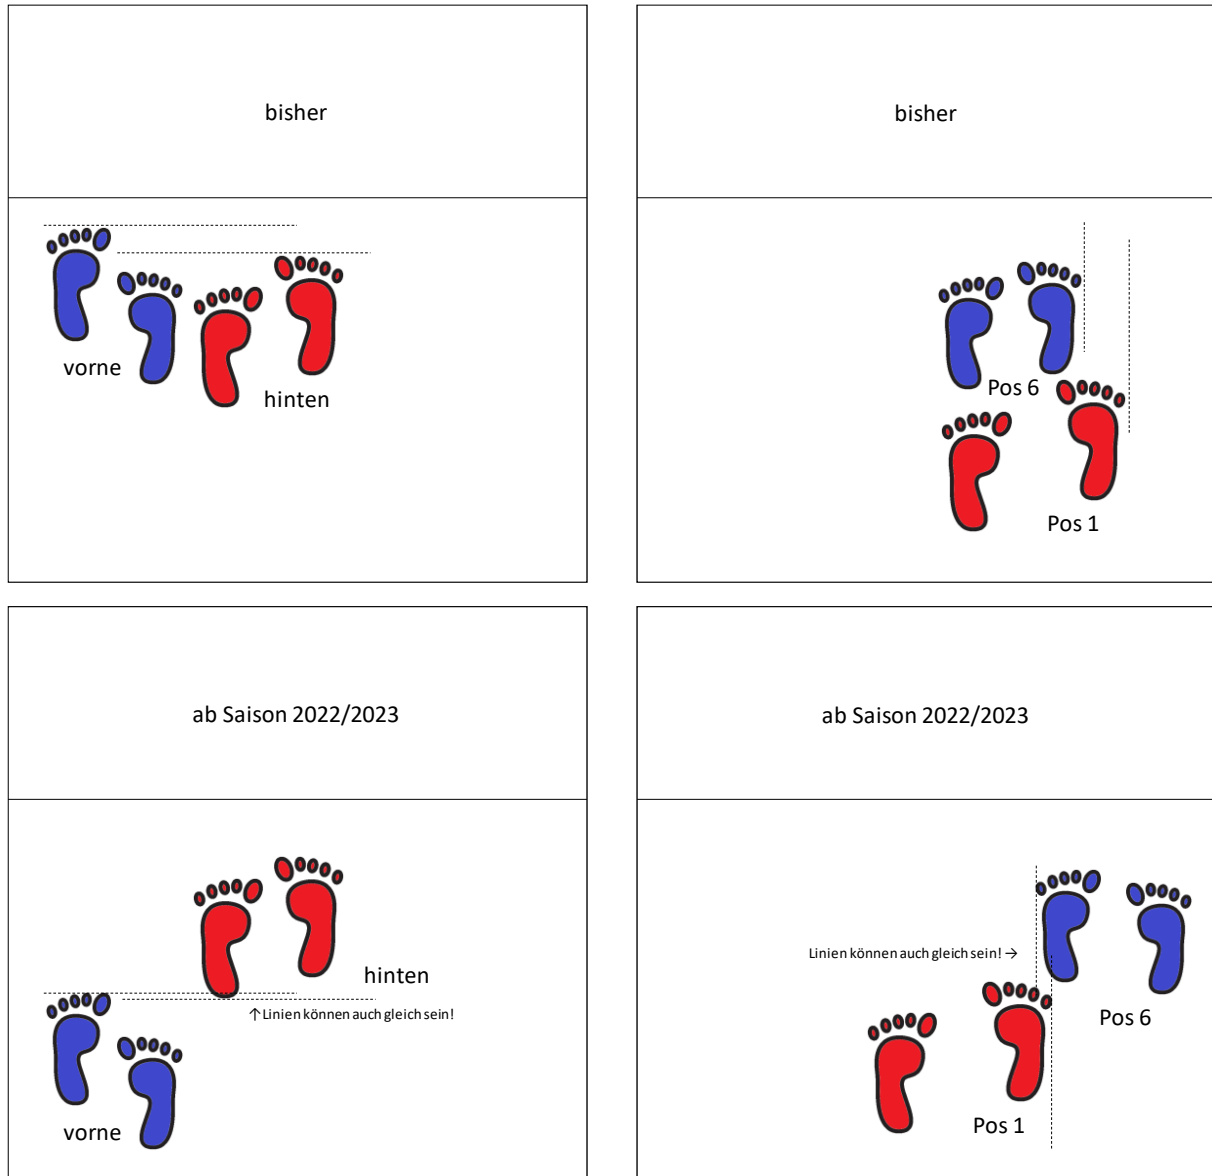 bisher
vorne
hinten
bisher
Pos 6
Pos 1
ab Saison 2022/2023
hinten
↑Linien können auch gleich sein!
vorne
ab Saison 2022/2023
Linien können auch gleich sein! →
Pos 6
Pos 1